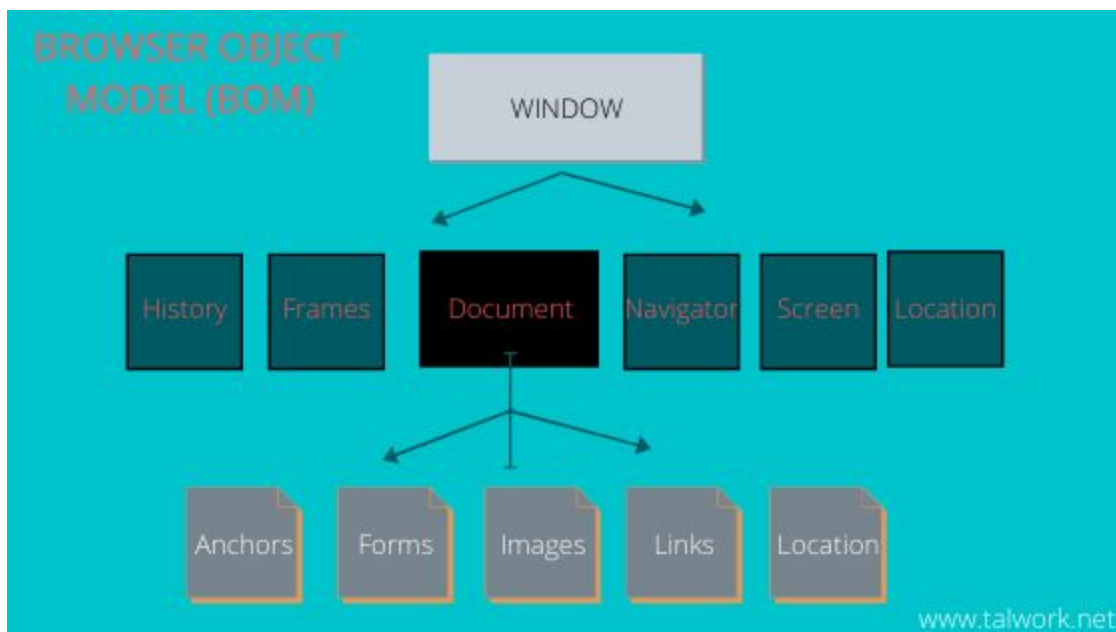 BROWSER OBJECT
MODEL (BOM)
WINDOW
History
Frames
Document
Navigator
Screen
Location
Anchors
Forms
Images
Links
Location
www.talwork.net